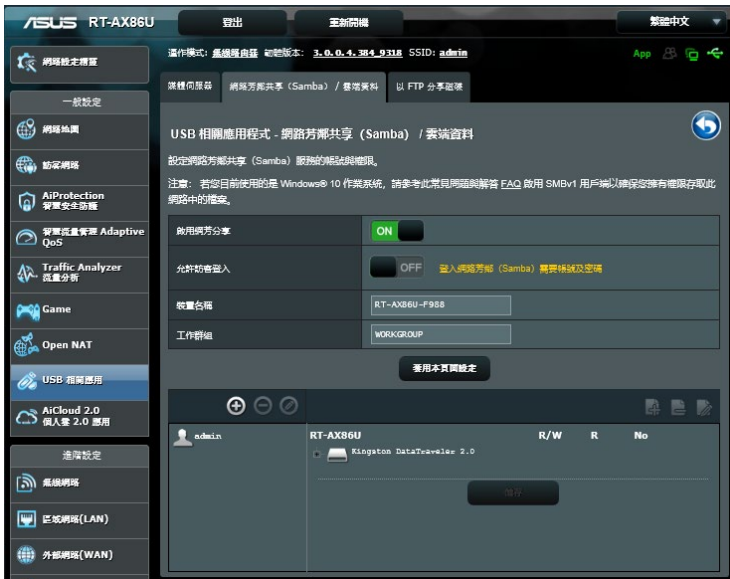 ASUS RT-AX86U
登出
重新開機
繁體中文
操作模式: 無線路由器 韌體版本: 3.0.0.4.384_9318 SSID: admin
App
網路設定精靈
一般設定
網路地圖
訪客網路
AiProtection
智慧安全防護
智慧流量管理 Adaptive
QoS
Traffic Analyzer
流量分析
Game
Open NAT
USB 相關應用
AiCloud 2.0
個人雲 2.0 應用
進階設定
無線網路
區域網路(LAN)
外部網路(WAN)
媒體伺服器
網路芳鄰共享 (Samba) / 雲端資料
以 FTP 分享磁碟
USB 相關應用程式 - 網路芳鄰共享 (Samba) / 雲端資料
設定網路芳鄰共享 (Samba) 服務的帳號與權限。
注意: 若您目前使用的是 Windows® 10 作業系統,請參考此常見問題與解答 FAQ 啟用 SMBv1 用戶端以確保您擁有權限存取此
網路中的檔案。
啟用網芳分享
ON
允許訪客登入
OFF
登入網路芳鄰 (Samba) 需要帳號及密碼
裝置名稱
RT-AX86U-F988
工作群組
WORKGROUP
套用本頁面設定
admin
RT-AX86U
R/W
R
No
Kingston DataTraveler 2.0
儲存